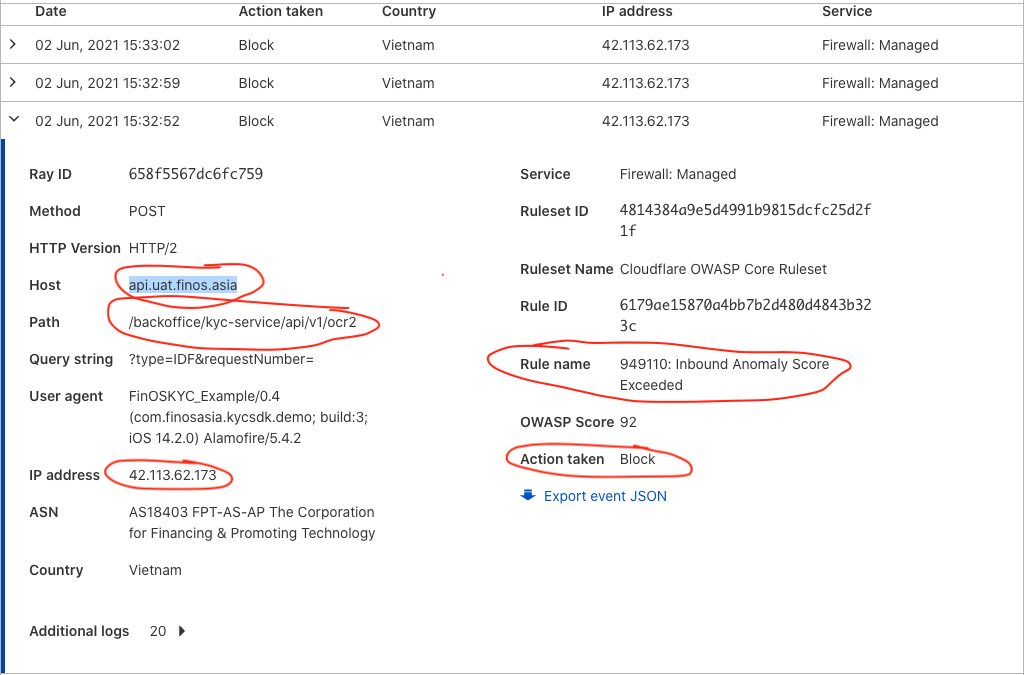 Date Action taken Country IP address Service
02 Jun, 2021 15:33:02 Block Vietnam 42.113.62.173 Firewall: Managed
02 Jun, 2021 15:32:59 Block Vietnam 42.113.62.173 Firewall: Managed
02 Jun, 2021 15:32:52 Block Vietnam 42.113.62.173 Firewall: Managed
Ray ID 658f5567dc6fc759
Method POST
HTTP Version HTTP/2
Host api.uat.finos.asia
Path /backoffice/kyc-service/api/v1/ocr2
Query string ?type=IDF&requestNumber=
User agent FinOSKYC_Example/0.4
(com.finosasia.kycsdk.demo; build:3;
iOS 14.2.0) Alamofire/5.4.2
IP address 42.113.62.173
ASN AS18403 FPT-AS-AP The Corporation
for Financing & Promoting Technology
Country Vietnam
Additional logs 20
Service Firewall: Managed
Ruleset ID 4814384a9e5d4991b9815dcfc25d2f
1f
Ruleset Name Cloudflare OWASP Core Ruleset
Rule ID 6179ae15870a4bb7b2d480d4843b32
3c
Rule name 949110: Inbound Anomaly Score
Exceeded
OWASP Score 92
Action taken Block
Export event JSON